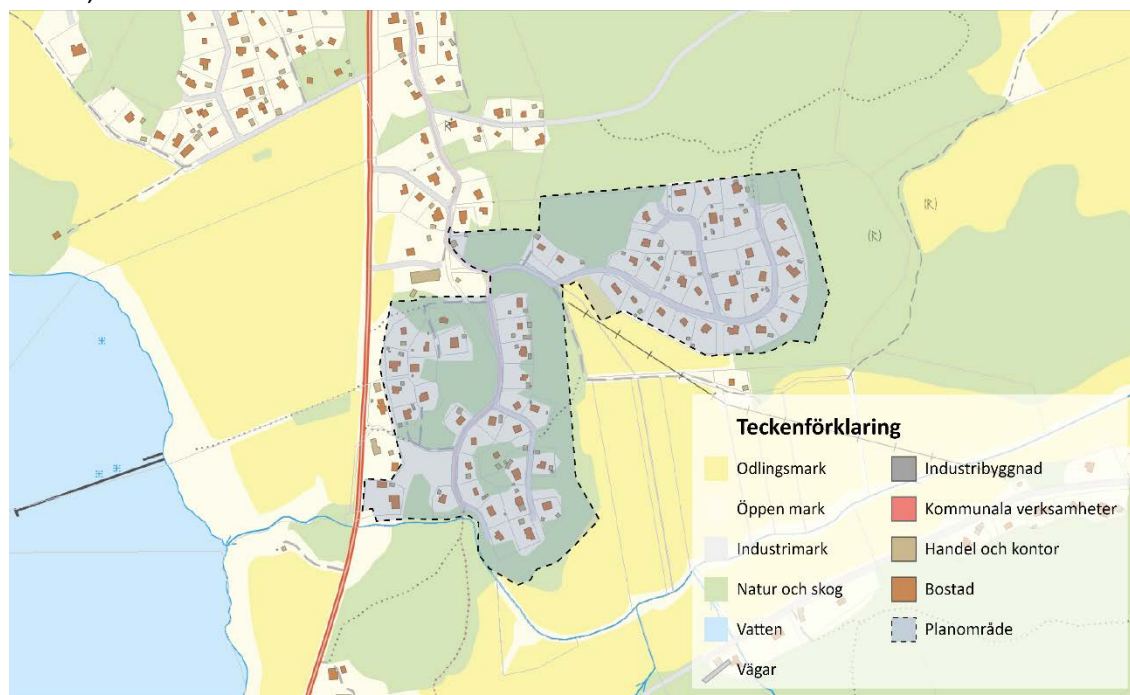 Teckenförklaring
Odlingsmark
Öppen mark
Industrimark
Natur och skog
Vatten
Vägar
Industribyggnad
Kommunala verksamheter
Handel och kontor
Bostad
Planområde